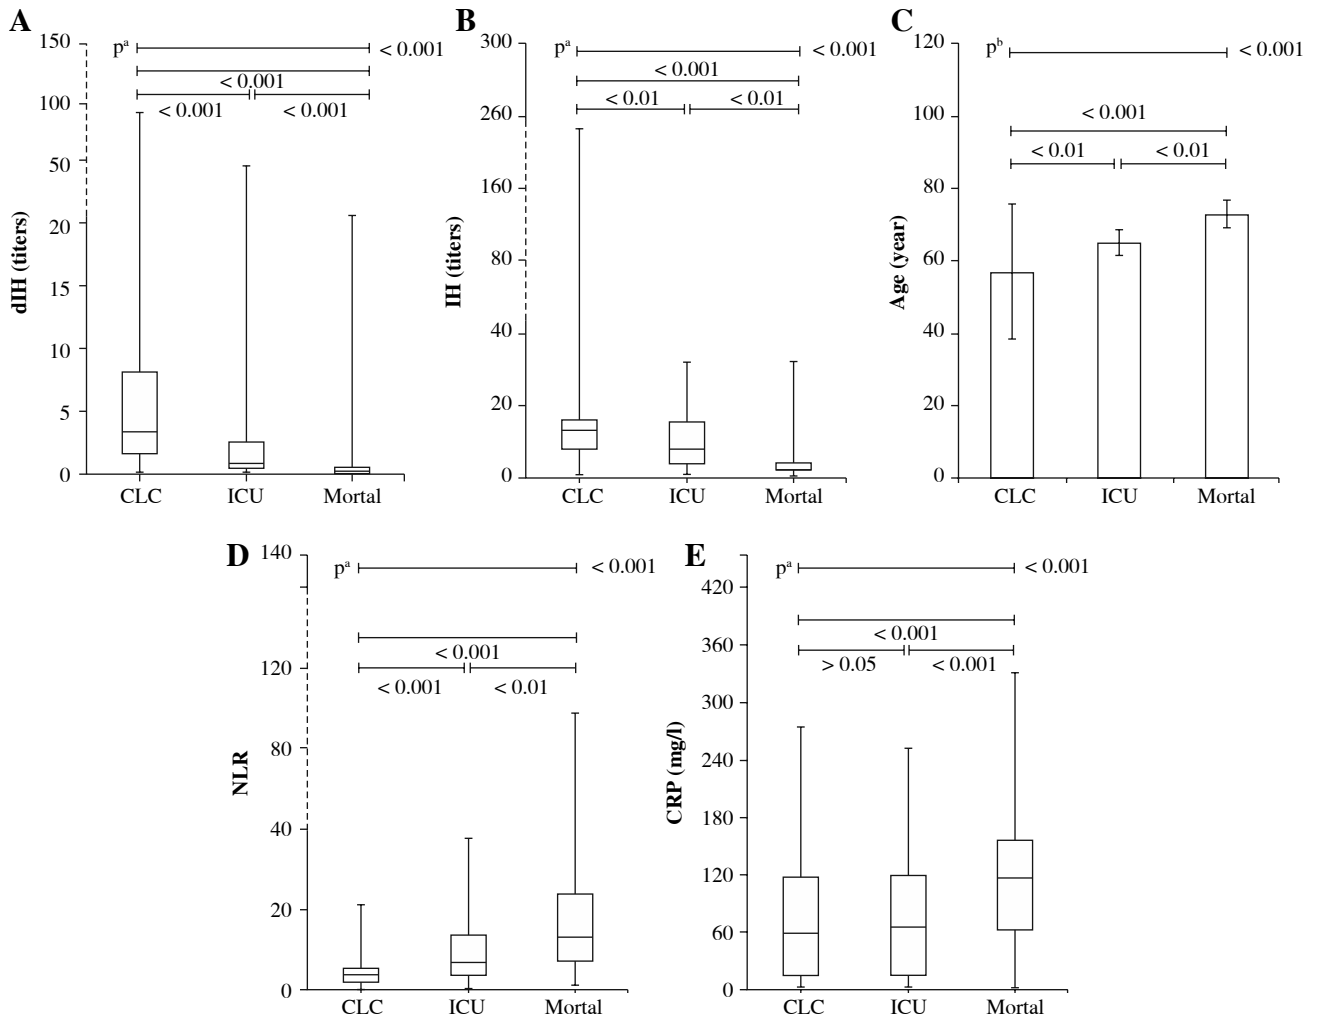 A
150
100
50
20
15
10
5
0
dIH (titers)
pa
< 0.001
< 0.001
< 0.001 < 0.001
CLC ICU Mortal
B
300
260
160
80
40
20
0
IH (titers)
pa
< 0.001
< 0.001
< 0.01 < 0.01
CLC ICU Mortal
C
120
100
80
60
40
20
0
Age (year)
pb
< 0.001
< 0.001
< 0.01 < 0.01
CLC ICU Mortal
D
140
120
80
40
20
0
NLR
pa
< 0.001
< 0.001
< 0.001 < 0.01
CLC ICU Mortal
E
420
360
300
240
180
120
60
0
CRP (mg/l)
pa
< 0.001
< 0.001
> 0.05 < 0.001
CLC ICU Mortal